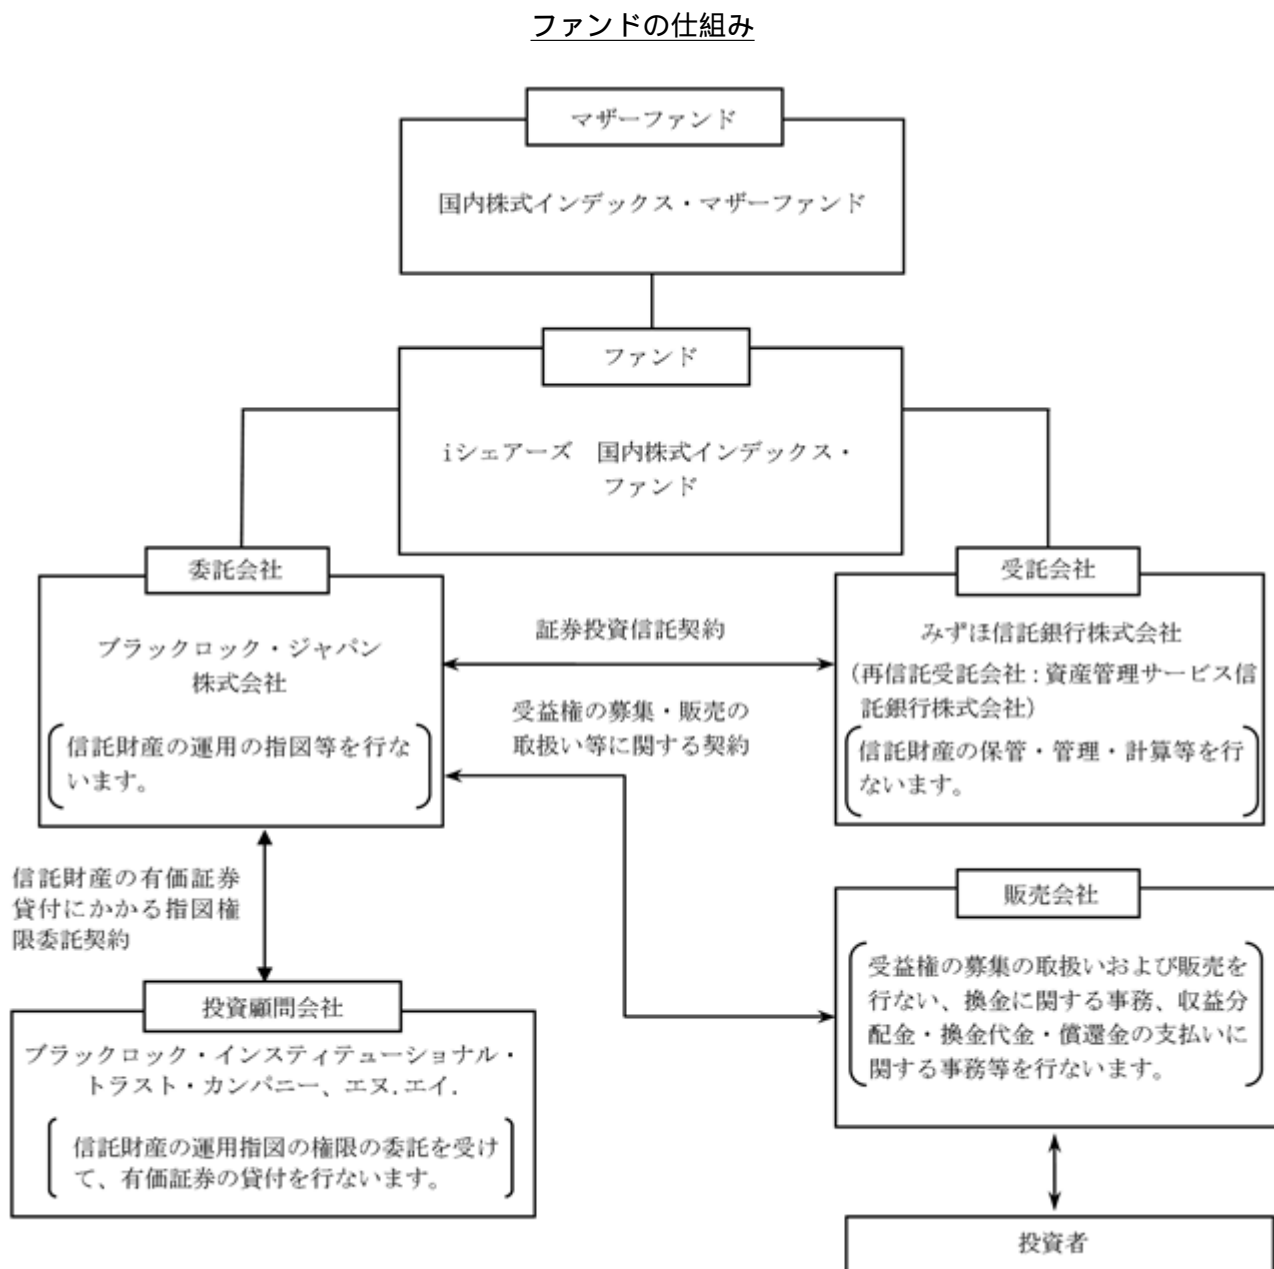 ファンドの仕組み
マザーファンド
国内株式インデックス・マザーファンド
ファンド
iシェアーズ　国内株式インデックス・
ファンド
委託会社
ブラックロック・ジャパン
株式会社
信託財産の運用の指図等を行な
います。
証券投資信託契約
受益権の募集・販売の
取扱い等に関する契約
受託会社
みずほ信託銀行株式会社
(再信託受託会社：資産管理サービス信
託銀行株式会社)
信託財産の保管・管理・計算等を行
ないます。
信託財産の有価証券
貸付にかかる指図権
限委託契約
投資顧問会社
ブラックロック・インスティテューショナル・
トラスト・カンパニー、エヌ.エイ.
信託財産の運用指図の権限の委託を受け
て、有価証券の貸付を行ないます。
販売会社
受益権の募集の取扱いおよび販売を
行ない、換金に関する事務、収益分
配金・換金代金・償還金の支払いに
関する事務等を行ないます。
投資者